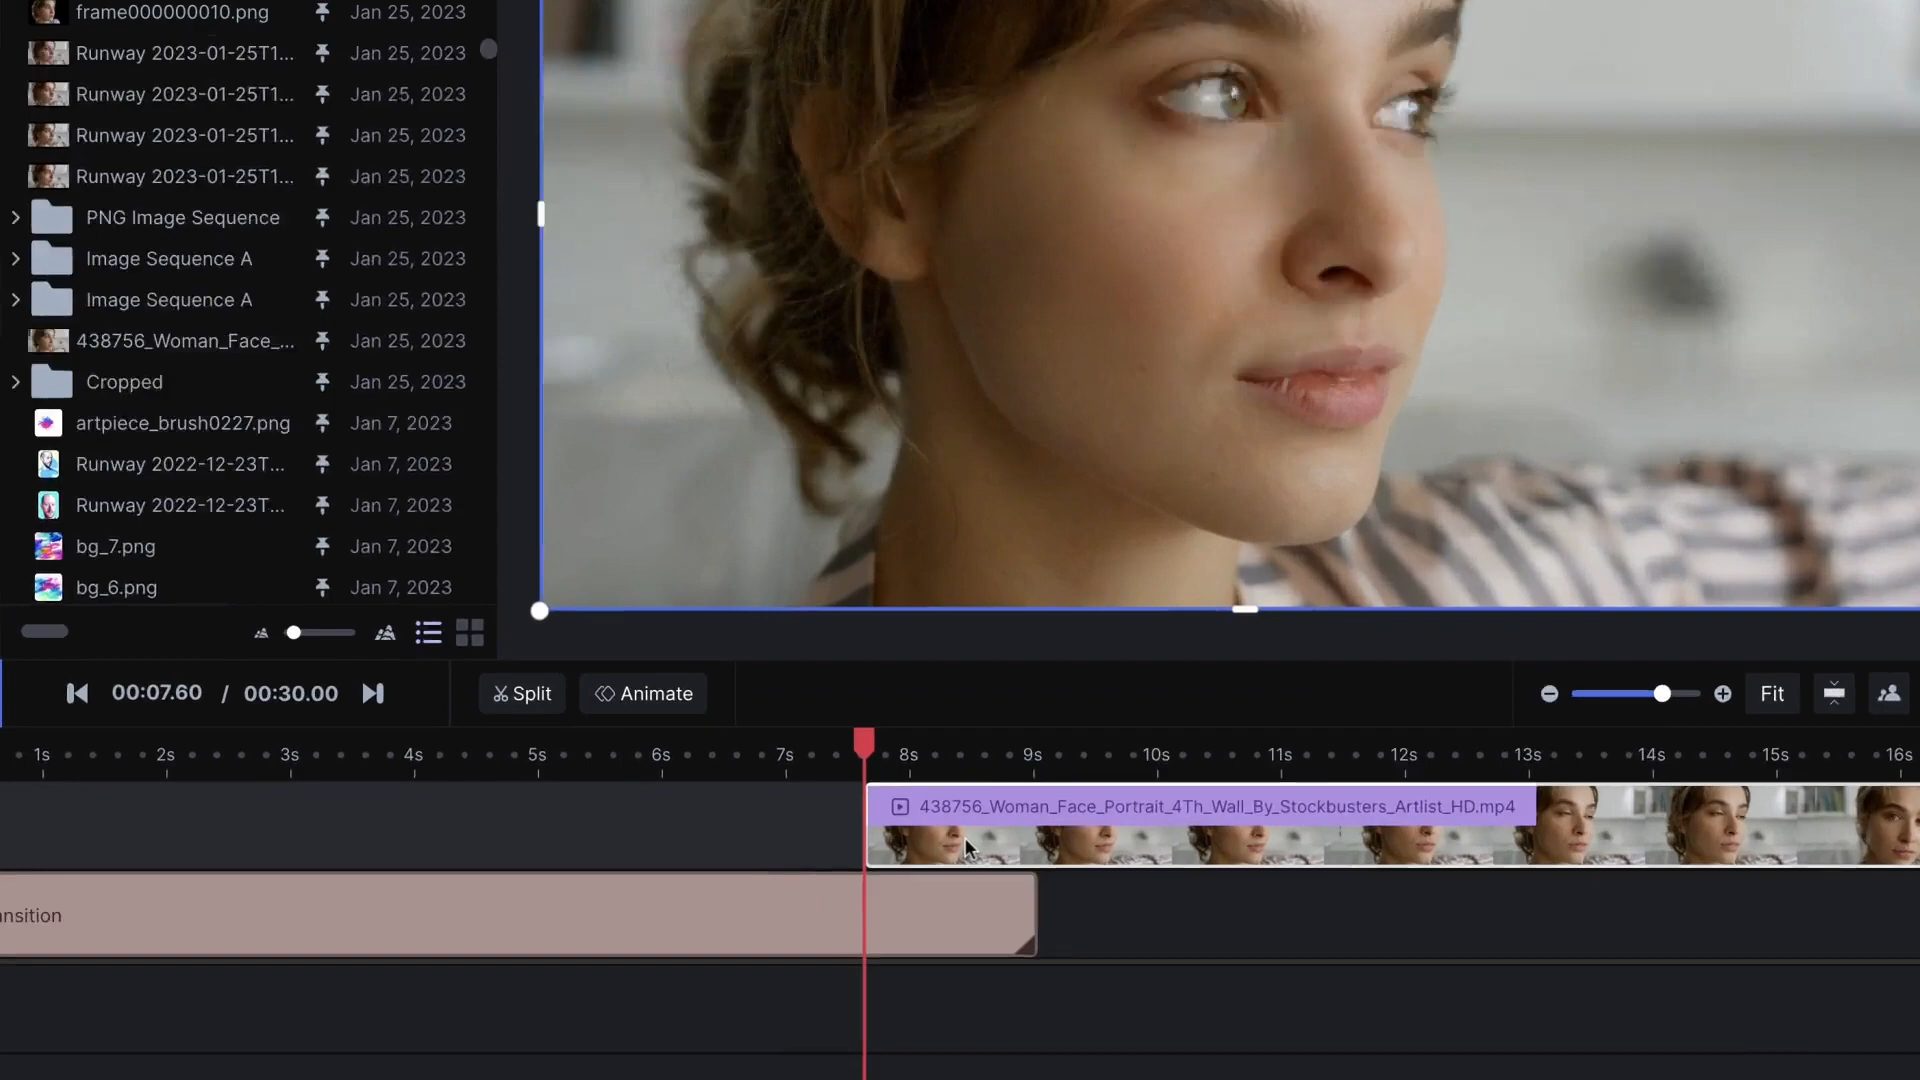 frame000000010.png Jan 25, 2023
Runway 2023-01-25T1... Jan 25, 2023
Runway 2023-01-25T1... Jan 25, 2023
Runway 2023-01-25T1... Jan 25, 2023
Runway 2023-01-25T1... Jan 25, 2023
PNG Image Sequence Jan 25, 2023
Image Sequence A Jan 25, 2023
Image Sequence A Jan 25, 2023
438756_Woman_Face_... Jan 25, 2023
Cropped Jan 25, 2023
artpiece_brush0227.png Jan 7, 2023
Runway 2022-12-23T... Jan 7, 2023
Runway 2022-12-23T... Jan 7, 2023
bg_7.png Jan 7, 2023
bg_6.png Jan 7, 2023
00:07.60 / 00:30.00 Split Animate Fit
1s 2s 3s 4s 5s 6s 7s 8s 9s 10s 11s 12s 13s 14s 15s 16s
438756_Woman_Face_Portrait_4Th_Wall_By_Stockbusters_Artlist_HD.mp4
ansition